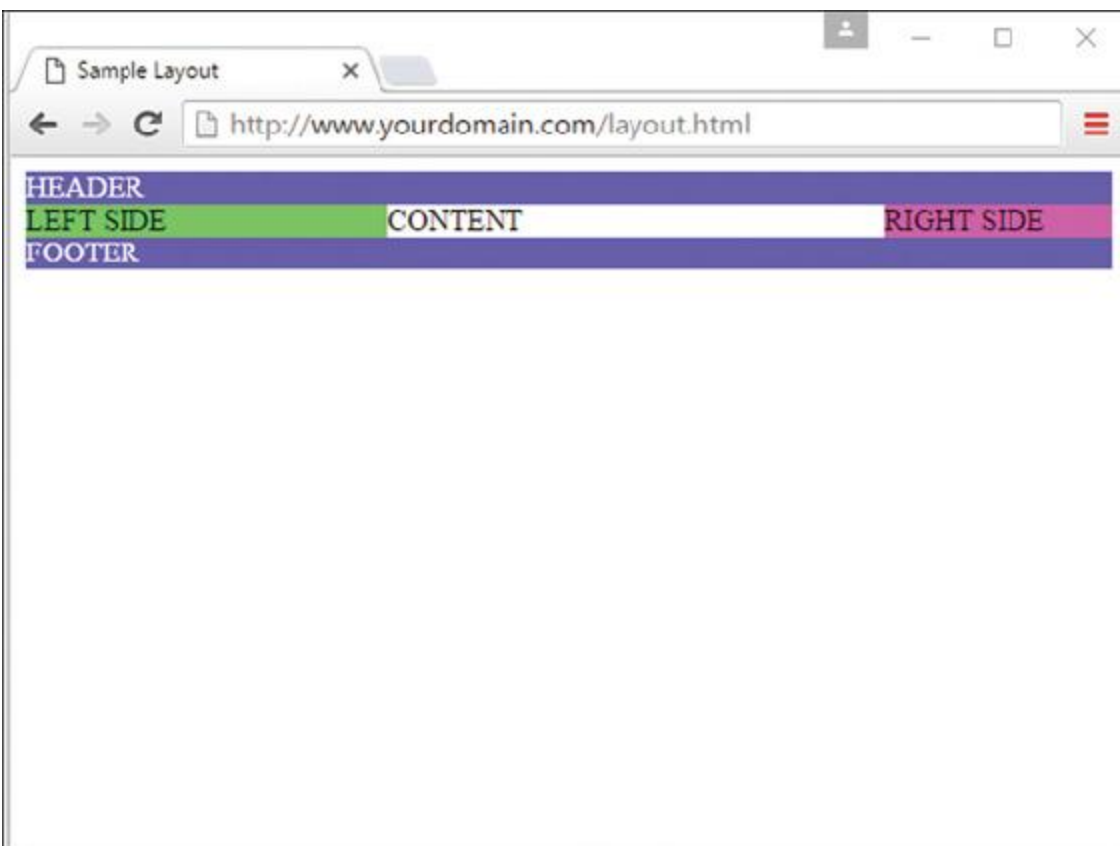 Sample Layout
http://www.yourdomain.com/layout.html
HEADER
LEFT SIDE CONTENT RIGHT SIDE
FOOTER